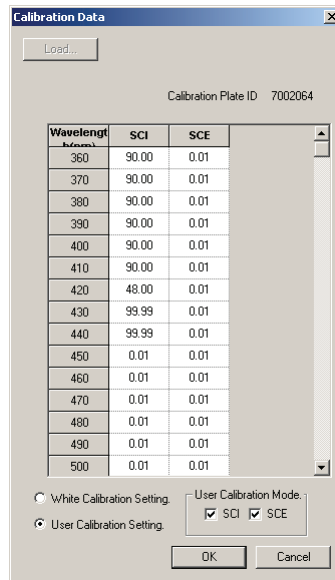 Calibration Data
Load...
Calibration Plate ID 7002064
Wavelengt SCI SCE
h(nm)
360 90.00 0.01
370 90.00 0.01
380 90.00 0.01
390 90.00 0.01
400 90.00 0.01
410 90.00 0.01
420 48.00 0.01
430 99.99 0.01
440 99.99 0.01
450 0.01 0.01
460 0.01 0.01
470 0.01 0.01
480 0.01 0.01
490 0.01 0.01
500 0.01 0.01
White Calibration Setting.
User Calibration Setting.
User Calibration Mode.
SCI SCE
OK Cancel